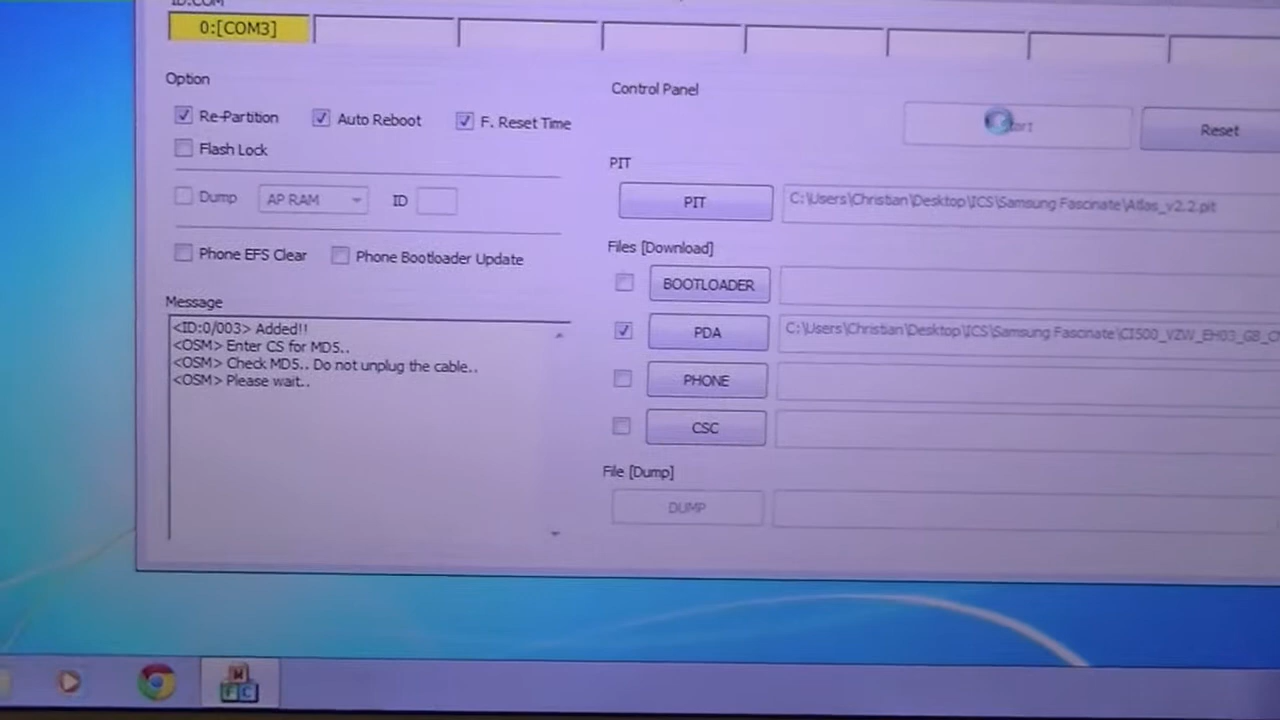 ID:COM
0:[COM3]
Option
Re-Partition
Auto Reboot
F. Reset Time
Flash Lock
Dump
AP RAM
ID
Phone EFS Clear
Phone Bootloader Update
Message
<ID:0/003> Added!!
<OSM> Enter CS for MD5..
<OSM> Check MD5.. Do not unplug the cable..
<OSM> Please wait..
Control Panel
Start
Reset
PIT
PIT
C:\Users\Christian\Desktop\ICS\Samsung Fascinate\Atlas_v2.2.pit
Files [Download]
BOOTLOADER
PDA
C:\Users\Christian\Desktop\ICS\Samsung Fascinate\CI500_VZW_EH03_GB_C
PHONE
CSC
File [Dump]
DUMP
M
F C